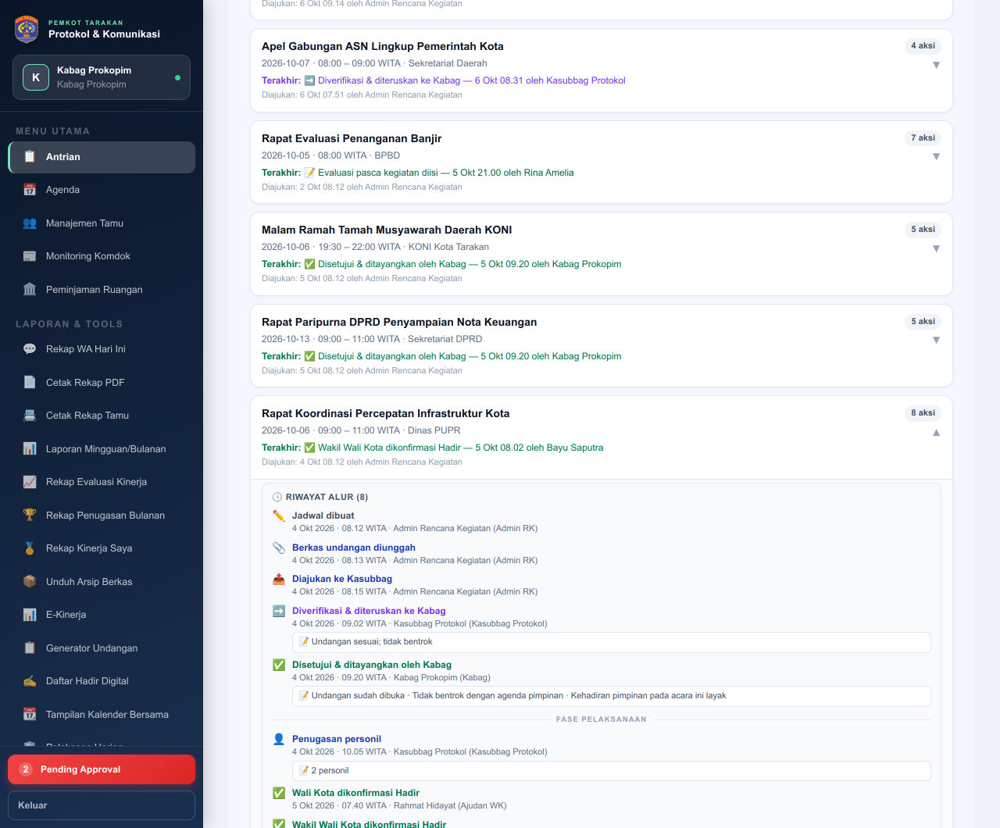 PEMKOT TARAKAN
Protokol & Komunikasi
K
Kabag Prokopim
Kabag Prokopim
MENU UTAMA
Antrian
Agenda
Manajemen Tamu
Monitoring Komdok
Peminjaman Ruangan
LAPORAN & TOOLS
Rekap WA Hari Ini
Cetak Rekap PDF
Cetak Rekap Tamu
Laporan Mingguan/Bulanan
Rekap Evaluasi Kinerja
Rekap Penugasan Bulanan
Rekap Kinerja Saya
Unduh Arsip Berkas
E-Kinerja
Generator Undangan
Daftar Hadir Digital
Tampilan Kalender Bersama
2 Pending Approval
Keluar
Diajukan: 6 Okt 09.14 oleh Admin Rencana Kegiatan
Apel Gabungan ASN Lingkup Pemerintah Kota
4 aksi
2026-10-07 · 08:00 – 09:00 WITA · Sekretariat Daerah
Terakhir: ➡️ Diverifikasi & diteruskan ke Kabag — 6 Okt 08.31 oleh Kasubbag Protokol
Diajukan: 6 Okt 07.51 oleh Admin Rencana Kegiatan
Rapat Evaluasi Penanganan Banjir
7 aksi
2026-10-05 · 08:00 WITA · BPBD
Terakhir: 📝 Evaluasi pasca kegiatan diisi — 5 Okt 21.00 oleh Rina Amelia
Diajukan: 2 Okt 08.12 oleh Admin Rencana Kegiatan
Malam Ramah Tamah Musyawarah Daerah KONI
5 aksi
2026-10-06 · 19:30 – 22:00 WITA · KONI Kota Tarakan
Terakhir: ✅ Disetujui & ditayangkan oleh Kabag — 5 Okt 09.20 oleh Kabag Prokopim
Diajukan: 5 Okt 08.12 oleh Admin Rencana Kegiatan
Rapat Paripurna DPRD Penyampaian Nota Keuangan
5 aksi
2026-10-13 · 09:00 – 11:00 WITA · Sekretariat DPRD
Terakhir: ✅ Disetujui & ditayangkan oleh Kabag — 5 Okt 09.20 oleh Kabag Prokopim
Diajukan: 5 Okt 08.12 oleh Admin Rencana Kegiatan
Rapat Koordinasi Percepatan Infrastruktur Kota
8 aksi
2026-10-06 · 09:00 – 11:00 WITA · Dinas PUPR
Terakhir: ✅ Wakil Wali Kota dikonfirmasi Hadir — 5 Okt 08.02 oleh Bayu Saputra
Diajukan: 4 Okt 08.12 oleh Admin Rencana Kegiatan
RIWAYAT ALUR (8)
Jadwal dibuat
4 Okt 2026 · 08.12 WITA · Admin Rencana Kegiatan (Admin RK)
Berkas undangan diunggah
4 Okt 2026 · 08.13 WITA · Admin Rencana Kegiatan (Admin RK)
Diajukan ke Kasubbag
4 Okt 2026 · 08.15 WITA · Admin Rencana Kegiatan (Admin RK)
Diverifikasi & diteruskan ke Kabag
4 Okt 2026 · 09.02 WITA · Kasubbag Protokol (Kasubbag Protokol)
📝 Undangan sesuai; tidak bentrok
Disetujui & ditayangkan oleh Kabag
4 Okt 2026 · 09.20 WITA · Kabag Prokopim (Kabag)
📝 Undangan sudah dibuka · Tidak bentrok dengan agenda pimpinan · Kehadiran pimpinan pada acara ini layak
FASE PELAKSANAAN
Penugasan personil
4 Okt 2026 · 10.05 WITA · Kasubbag Protokol (Kasubbag Protokol)
📝 2 personil
Wali Kota dikonfirmasi Hadir
5 Okt 2026 · 07.40 WITA · Rahmat Hidayat (Ajudan WK)
Wakil Wali Kota dikonfirmasi Hadir